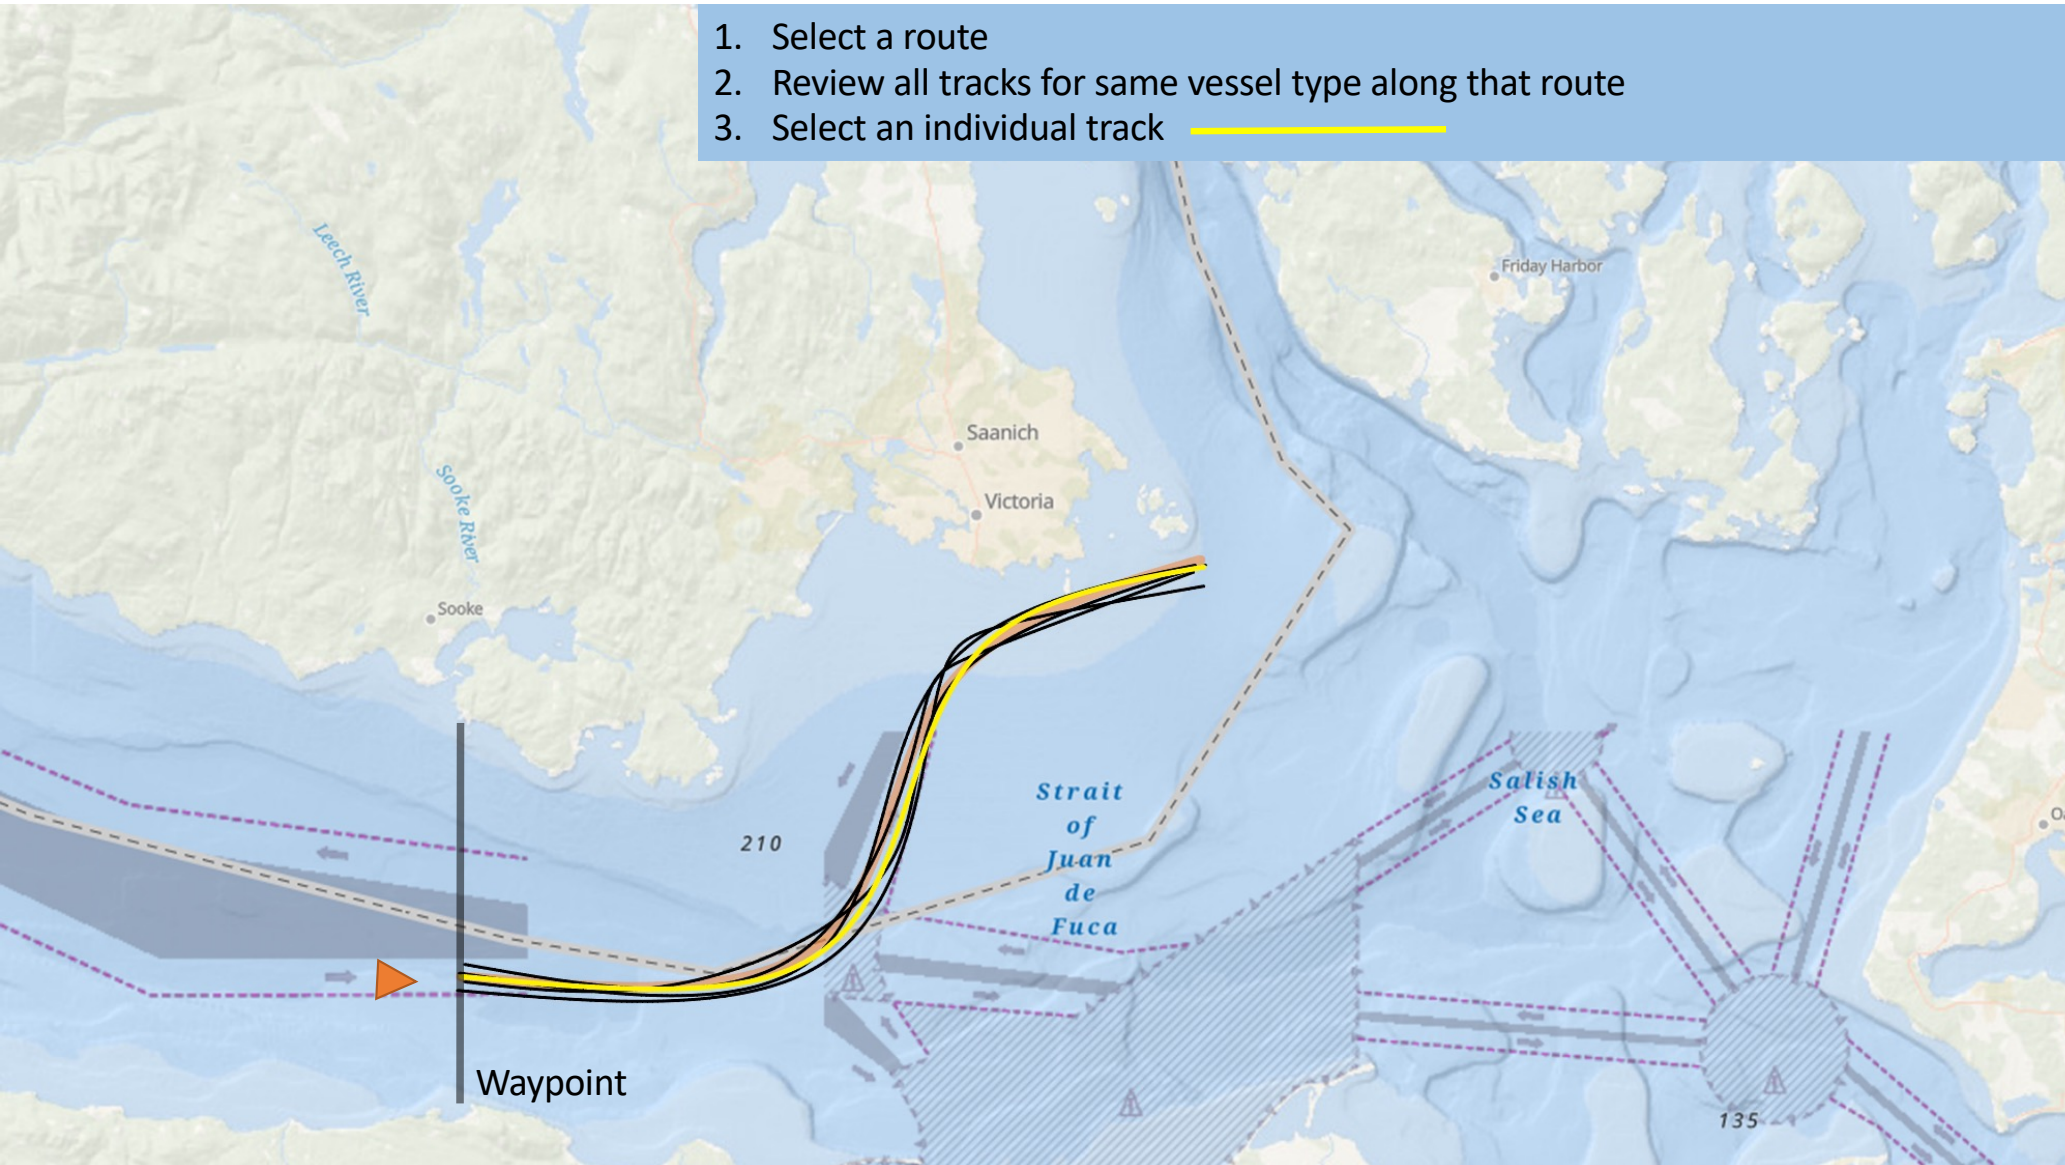 1. Select a route
2. Review all tracks for same vessel type along that route
3. Select an individual track
Leech River
Friday Harbor
Saanich
Victoria
Sooke River
Sooke
Strait
of
Juan
de
Fuca
Salish
Sea
210
Waypoint
135